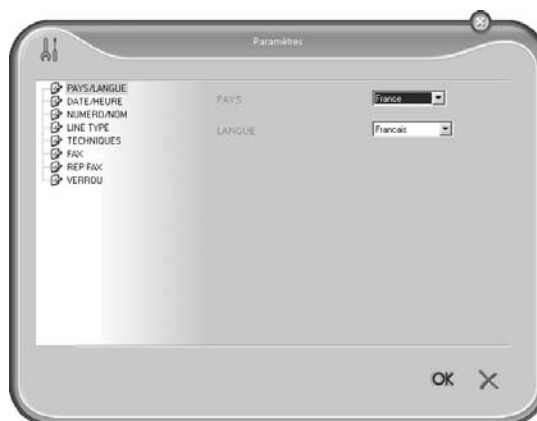 Paramètres
PAYS/LANGUE
DATE/HEURE
NUMERO/NOM
LINE TYPE
TECHNIQUES
FAX
REP FAX
VERROU
PAYS
France
LANGUE
Francais
OK